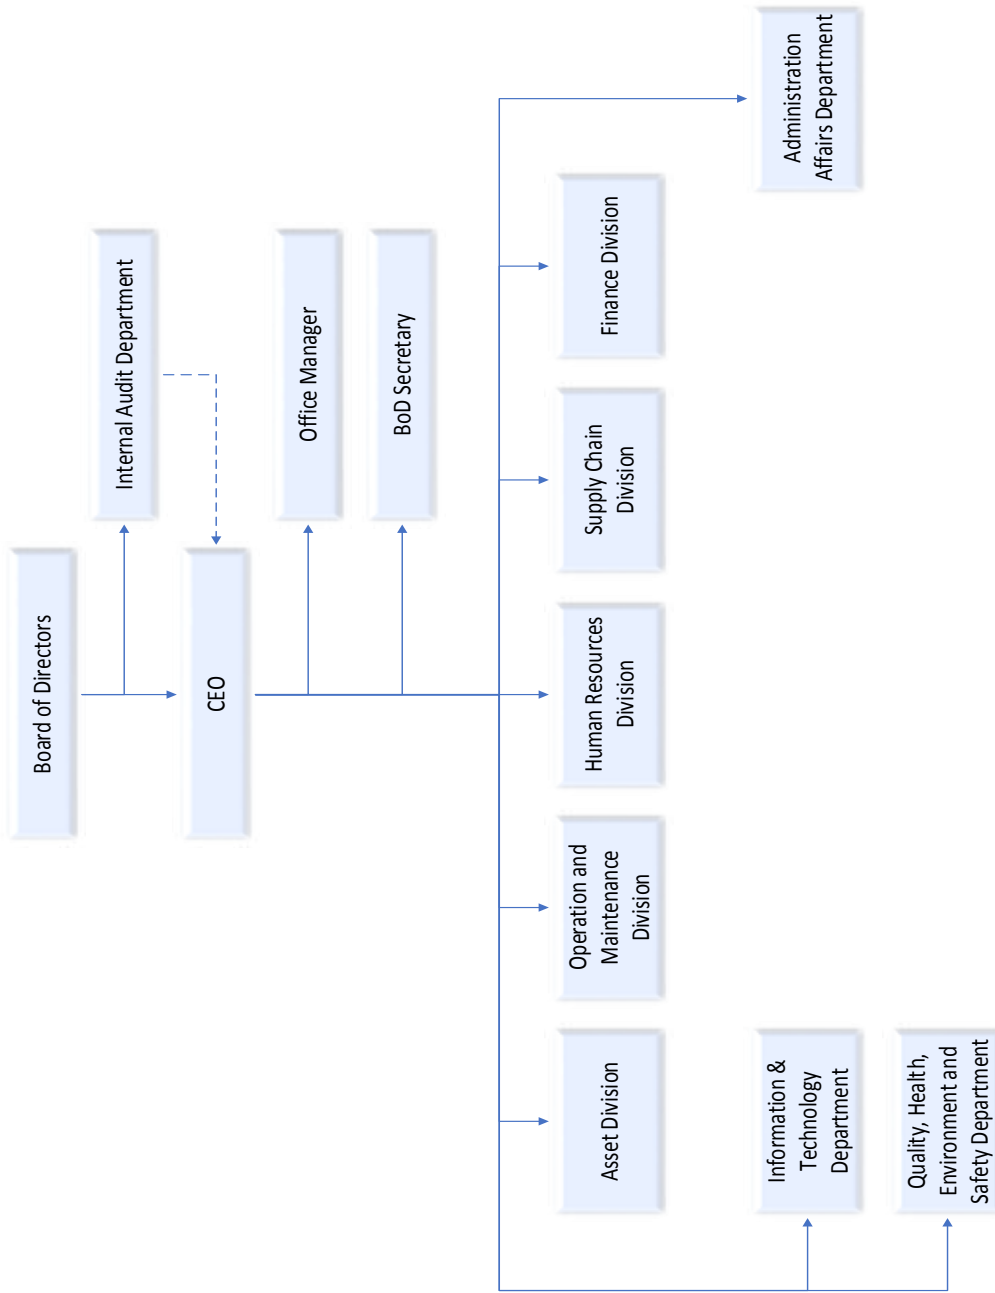 Board of Directors
Internal Audit Department
CEO
Office Manager
BoD Secretary
Asset Division
Operation and
Maintenance
Division
Human Resources
Division
Supply Chain
Division
Finance Division
Information &
Technology
Department
Administration
Affairs Department
Quality, Health,
Environment and
Safety Department